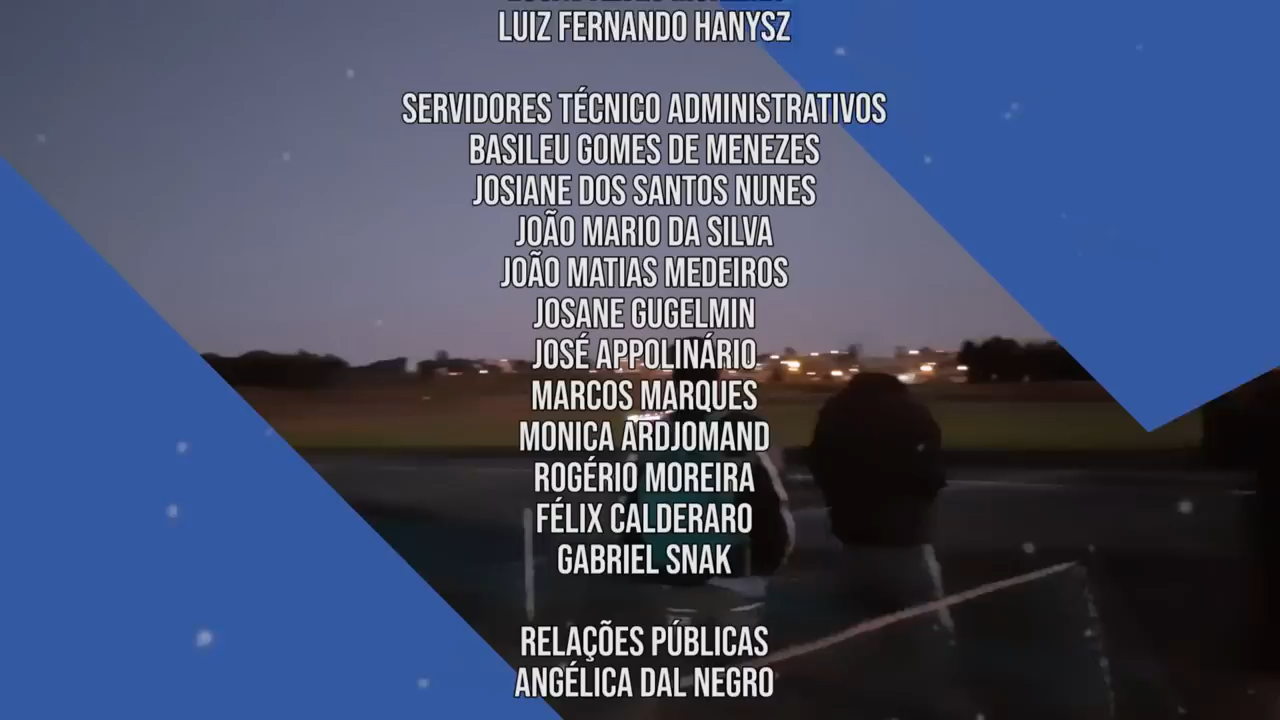 LUIZ FERNANDO HANYSZ
SERVIDORES TÉCNICO ADMINISTRATIVOS
BASILEU GOMES DE MENEZES
JOSIANE DOS SANTOS NUNES
JOÃO MARIO DA SILVA
JOÃO MATIAS MEDEIROS
JOSANE GUGELMIN
JOSÉ APPOLINÁRIO
MARCOS MARQUES
MONICA ARDJOMAND
ROGÉRIO MOREIRA
FÉLIX CALDERARO
GABRIEL SNAK
RELAÇÕES PÚBLICAS
ANGÉLICA DAL NEGRO